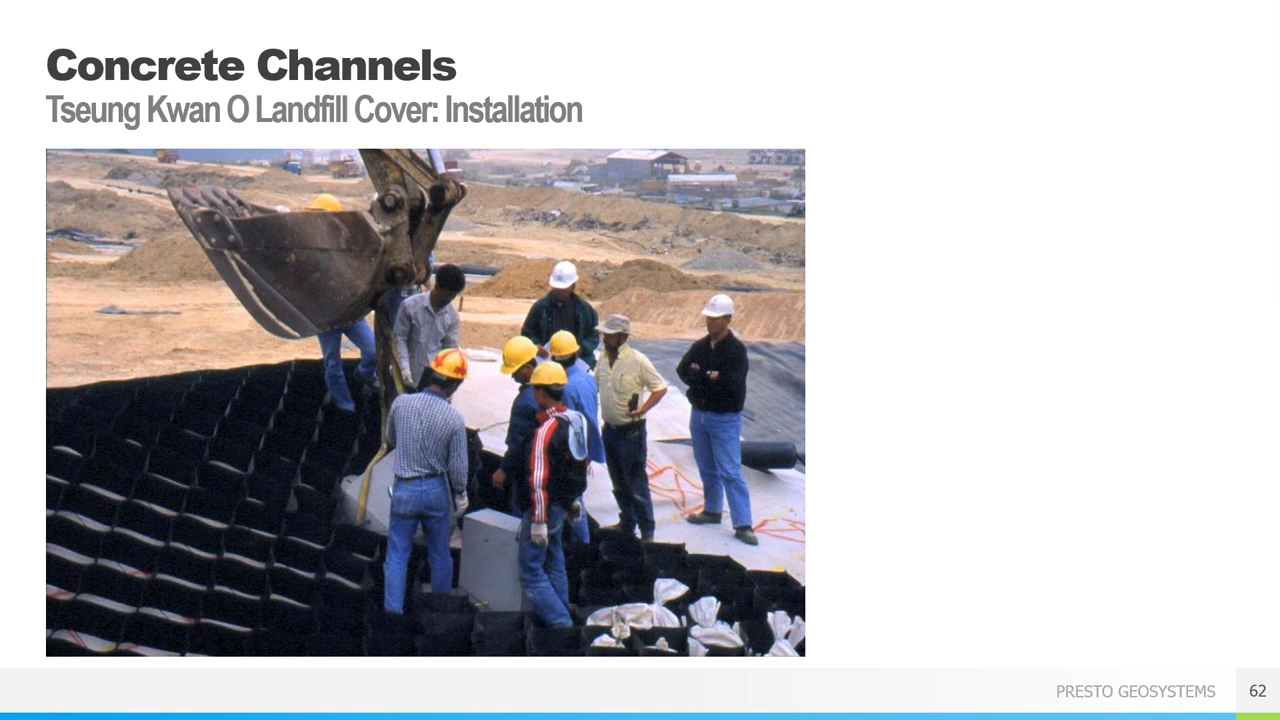 Concrete Channels
Tseung Kwan O Landfill Cover: Installation
PRESTO GEOSYSTEMS
62